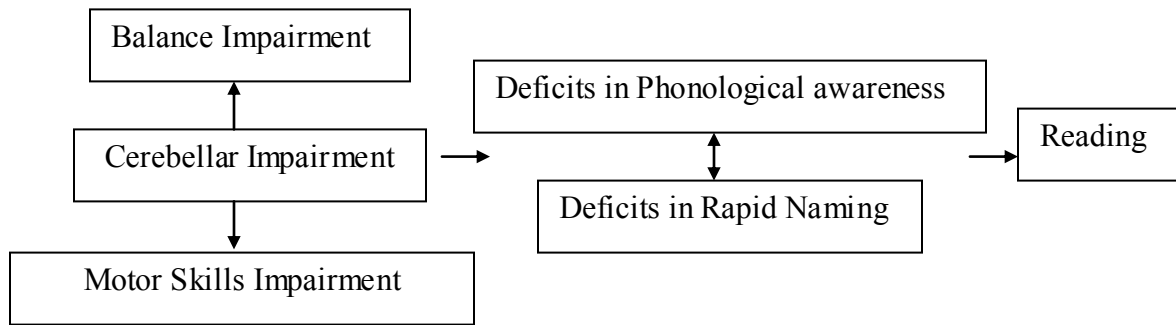 Balance Impairment
Deficits in Phonological awareness
Reading
Cerebellar Impairment
Deficits in Rapid Naming
Motor Skills Impairment